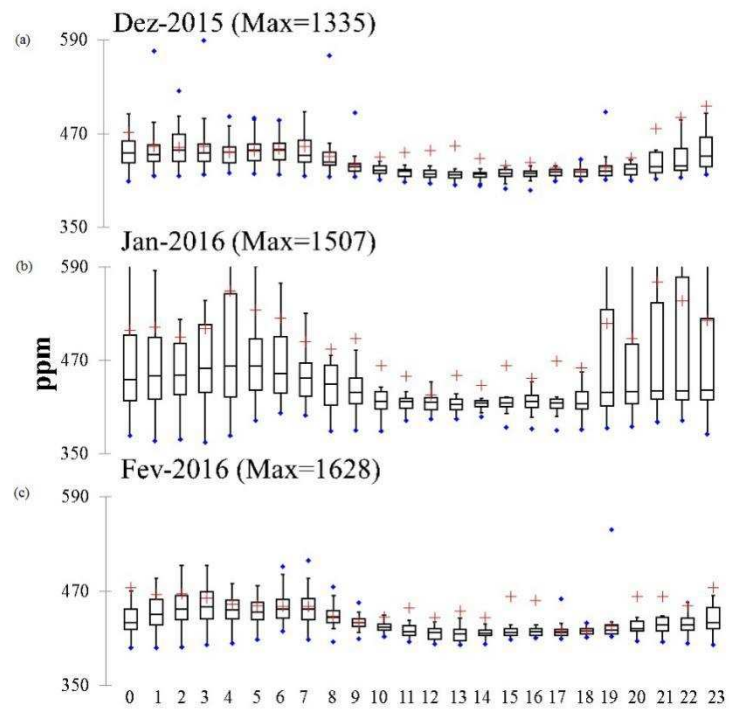 Dez-2015 (Max=1335)
(a)
590
470
350
Jan-2016 (Max=1507)
(b)
590
470
350
ppm
Fev-2016 (Max=1628)
(c)
590
470
350
0 1 2 3 4 5 6 7 8 9 10 11 12 13 14 15 16 17 18 19 20 21 22 23